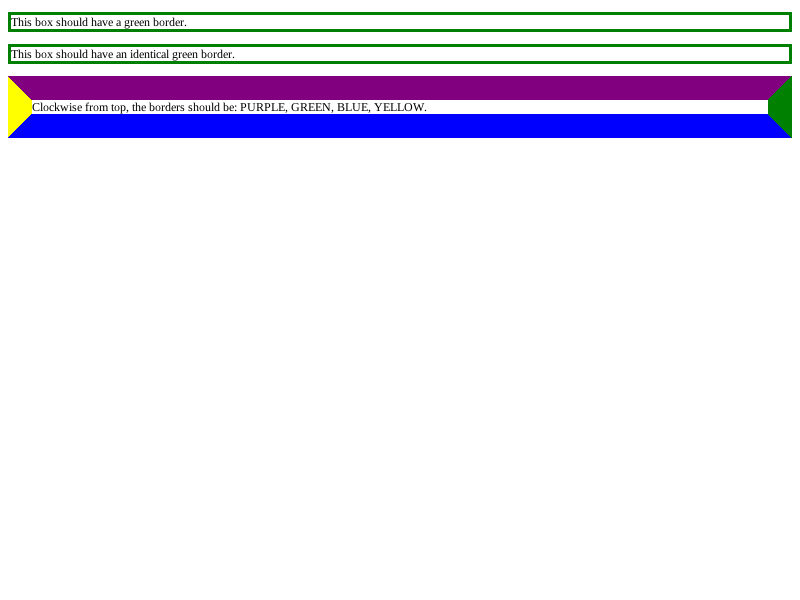 This box should have a green border.
This box should have an identical green border.
Clockwise from top, the borders should be: PURPLE, GREEN, BLUE, YELLOW.